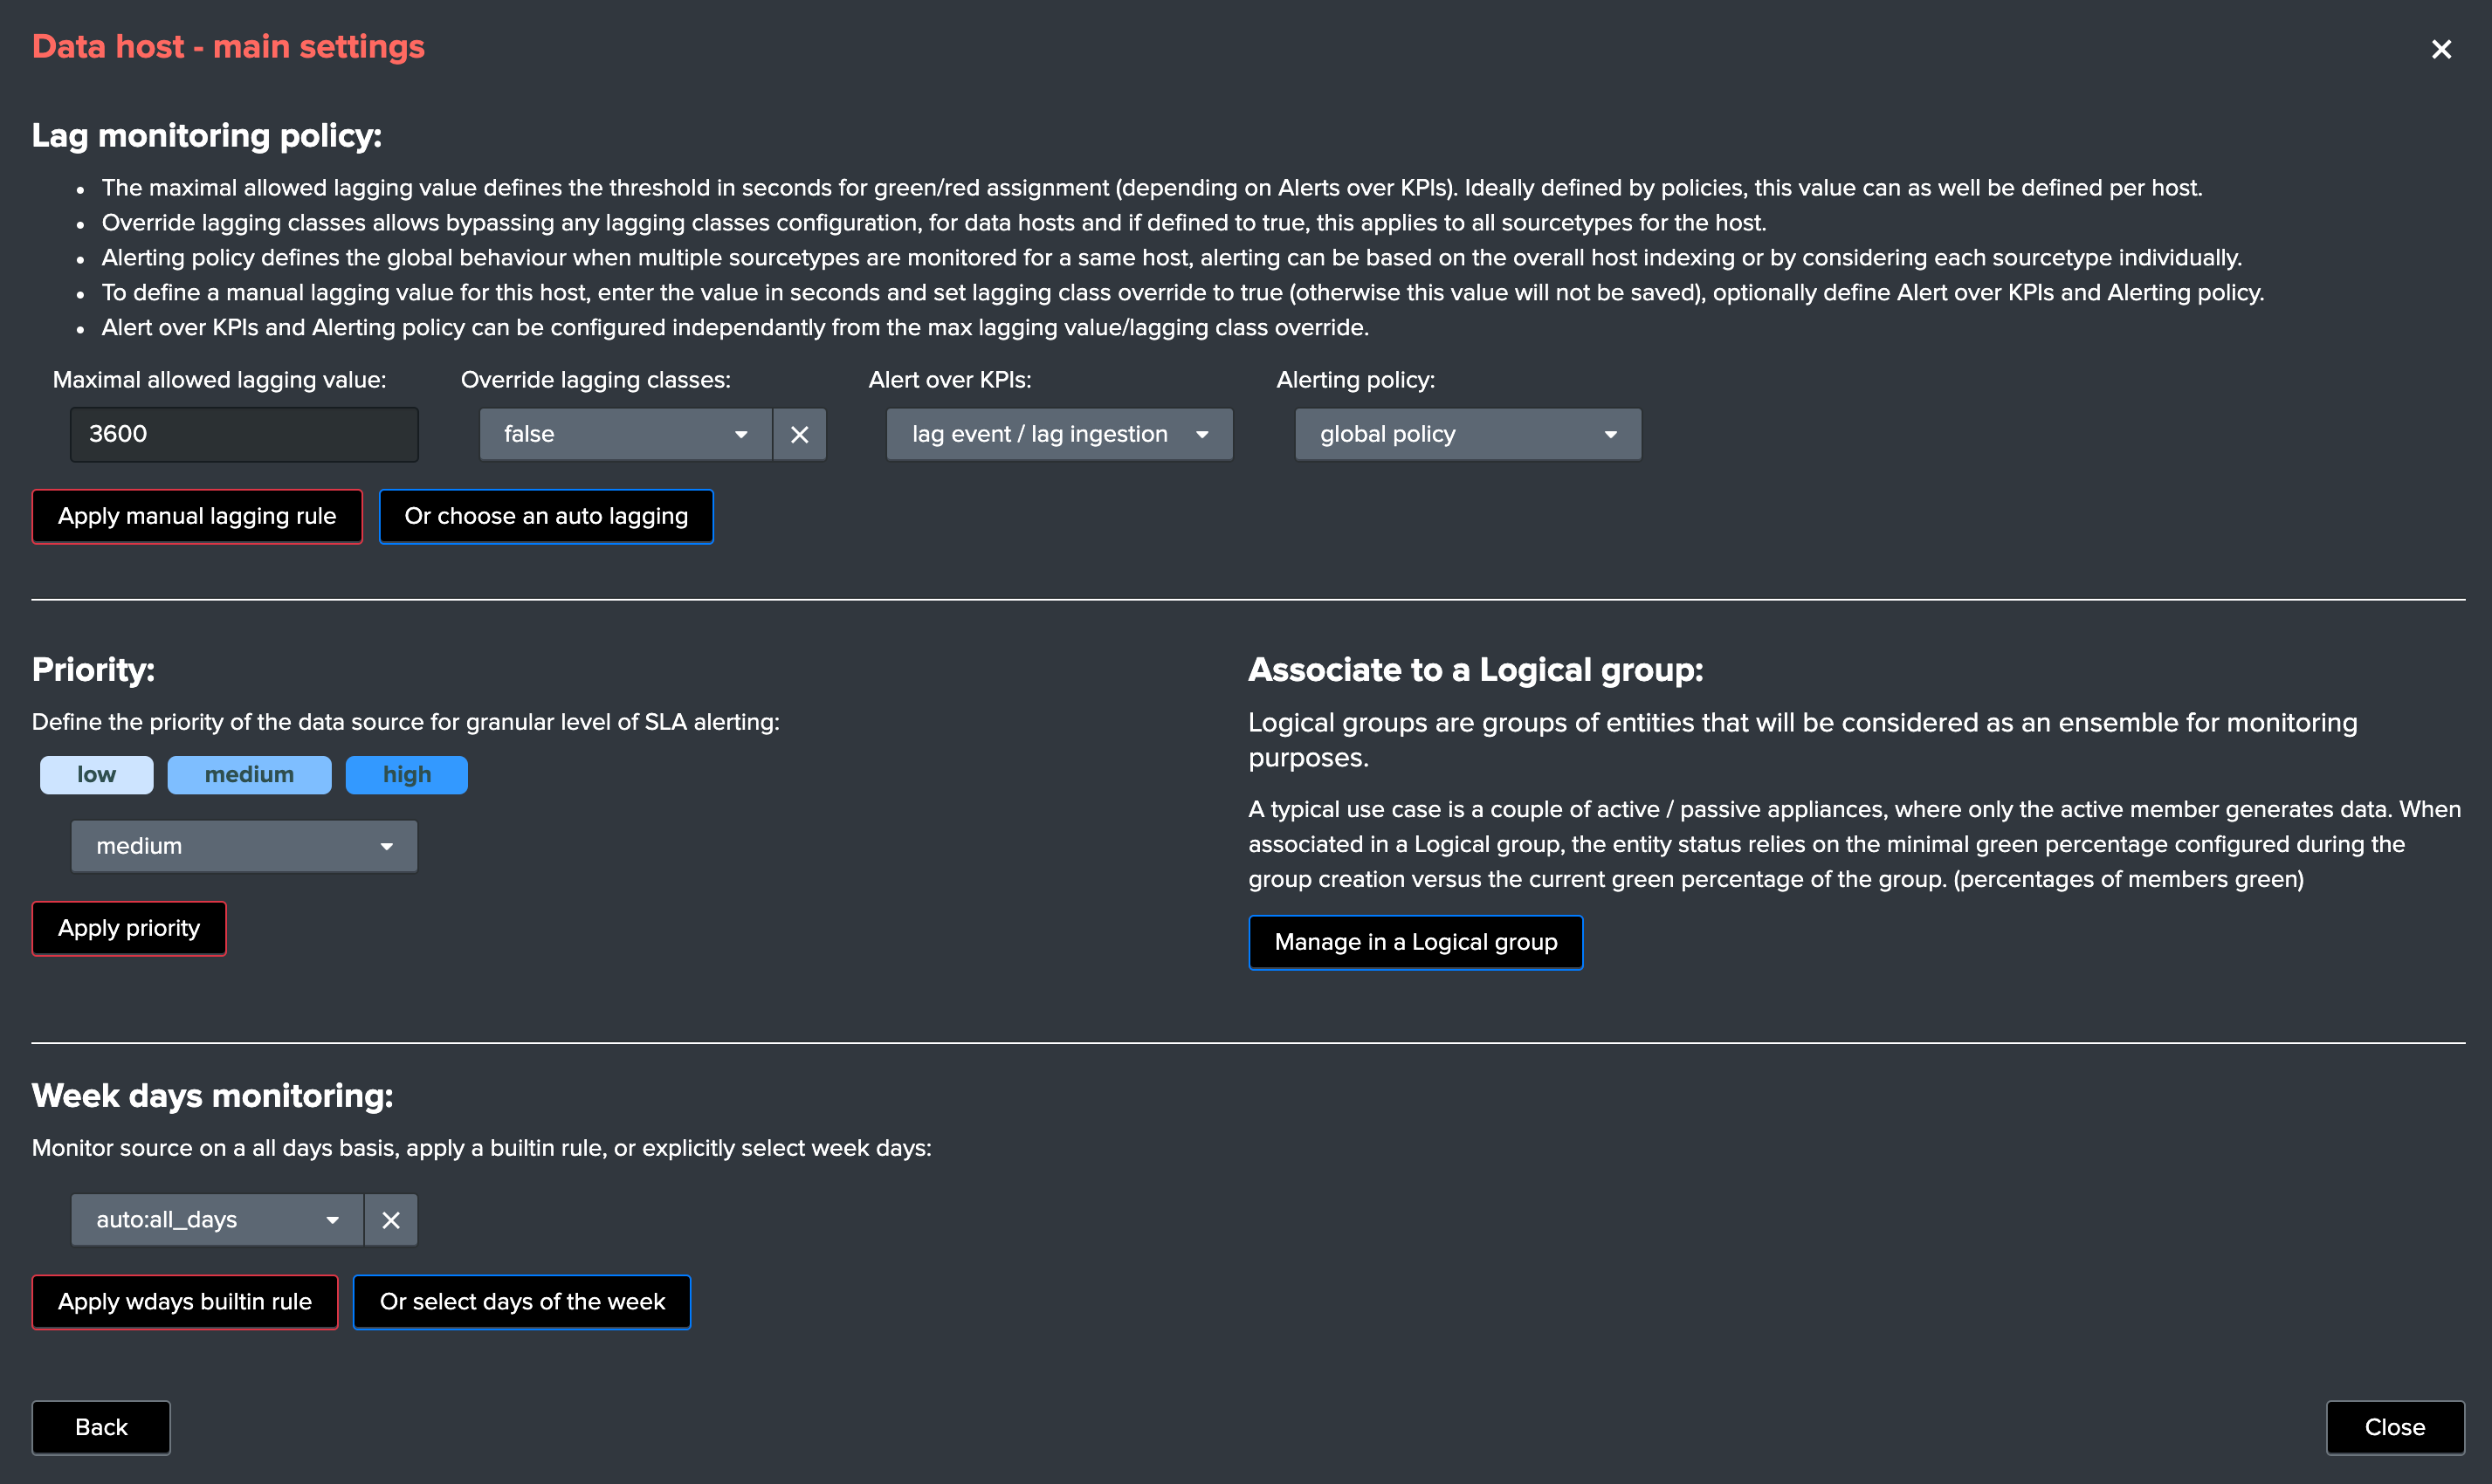 Data host - main settings
Lag monitoring policy:
The maximal allowed lagging value defines the threshold in seconds for green/red assignment (depending on Alerts over KPIs). Ideally defined by policies, this value can as well be defined per host.
Override lagging classes allows bypassing any lagging classes configuration, for data hosts and if defined to true, this applies to all sourcetypes for the host.
Alerting policy defines the global behaviour when multiple sourcetypes are monitored for a same host, alerting can be based on the overall host indexing or by considering each sourcetype individually.
To define a manual lagging value for this host, enter the value in seconds and set lagging class override to true (otherwise this value will not be saved), optionally define Alert over KPIs and Alerting policy.
Alert over KPIs and Alerting policy can be configured independantly from the max lagging value/lagging class override.
Maximal allowed lagging value: Override lagging classes: Alert over KPIs: Alerting policy:
3600 false lag event / lag ingestion global policy
Apply manual lagging rule Or choose an auto lagging
Priority:
Define the priority of the data source for granular level of SLA alerting:
low medium high
medium
Apply priority
Associate to a Logical group:
Logical groups are groups of entities that will be considered as an ensemble for monitoring
purposes.
A typical use case is a couple of active / passive appliances, where only the active member generates data. When
associated in a Logical group, the entity status relies on the minimal green percentage configured during the
group creation versus the current green percentage of the group. (percentages of members green)
Manage in a Logical group
Week days monitoring:
Monitor source on a all days basis, apply a builtin rule, or explicitly select week days:
auto:all_days
Apply wdays builtin rule Or select days of the week
Back Close